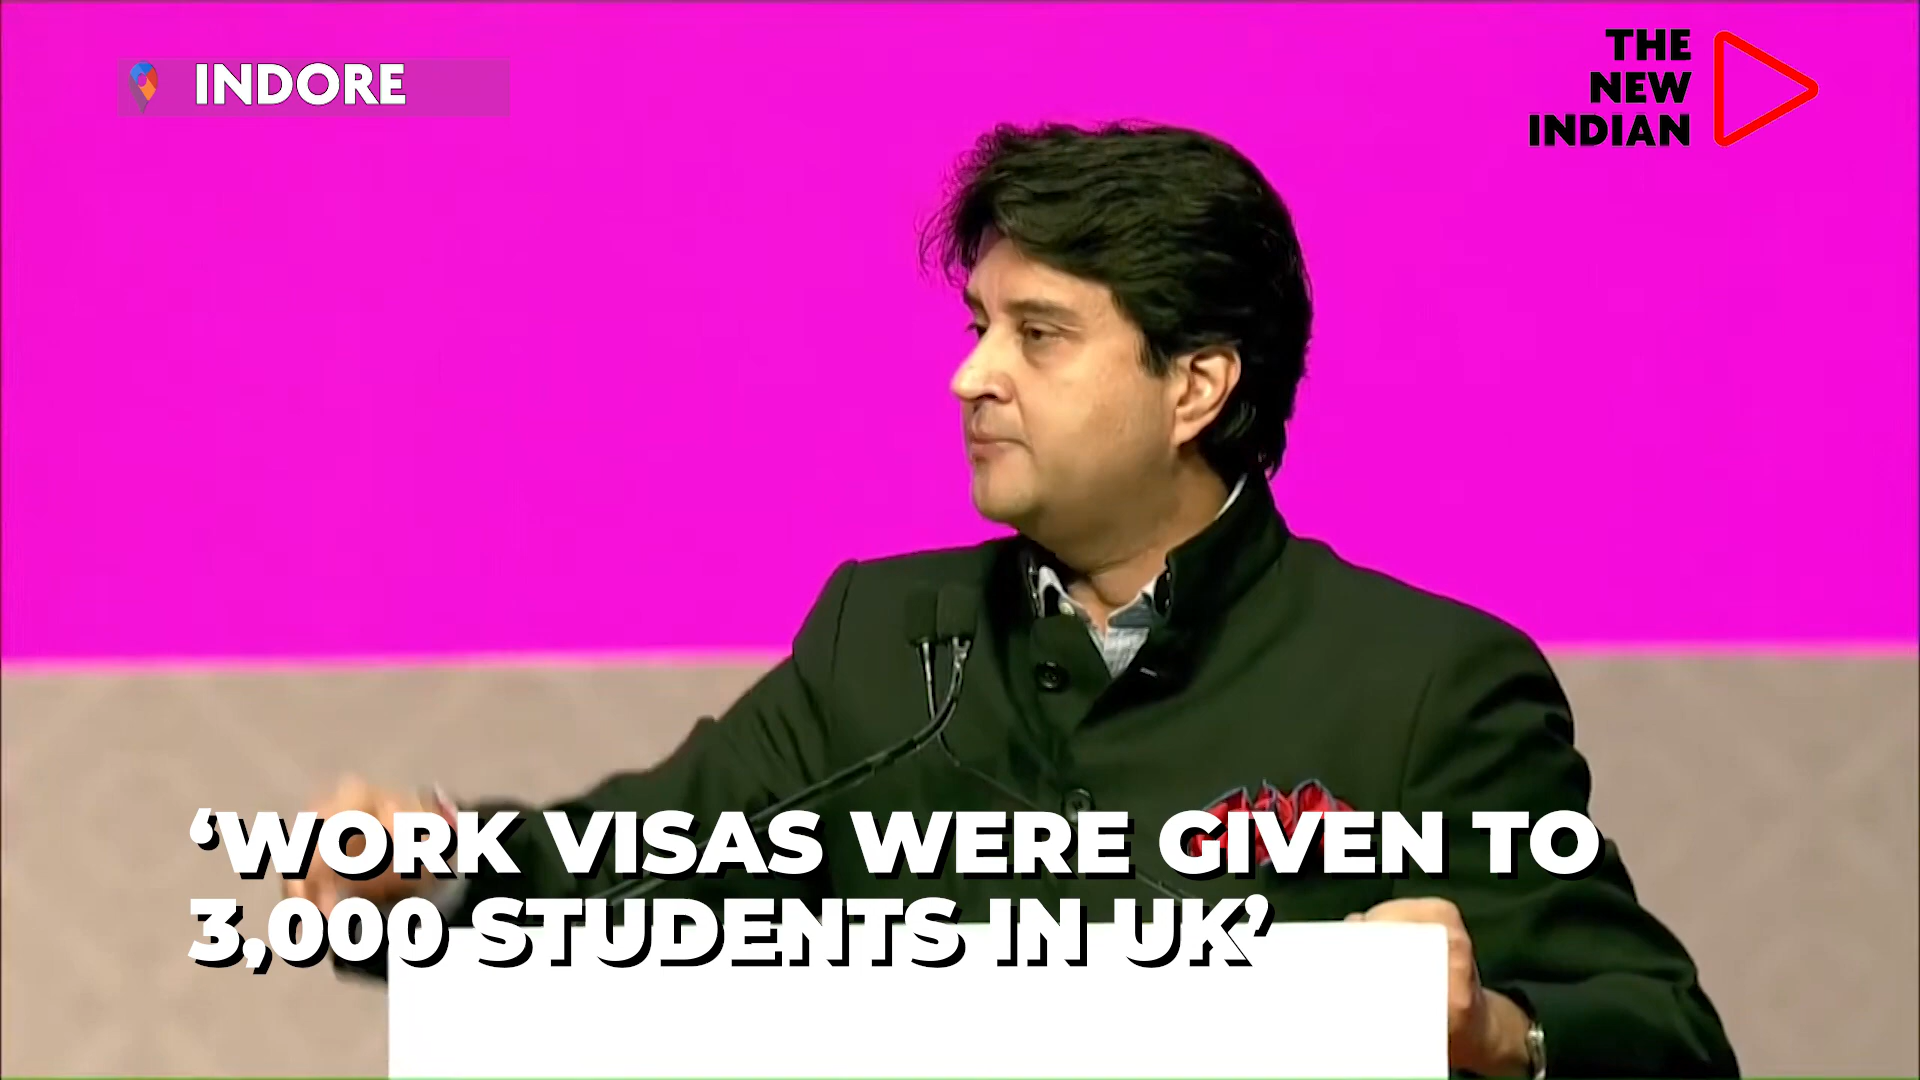 INDORE
THE
NEW
INDIAN
‘WORK VISAS WERE GIVEN TO
3,000 STUDENTS IN UK’